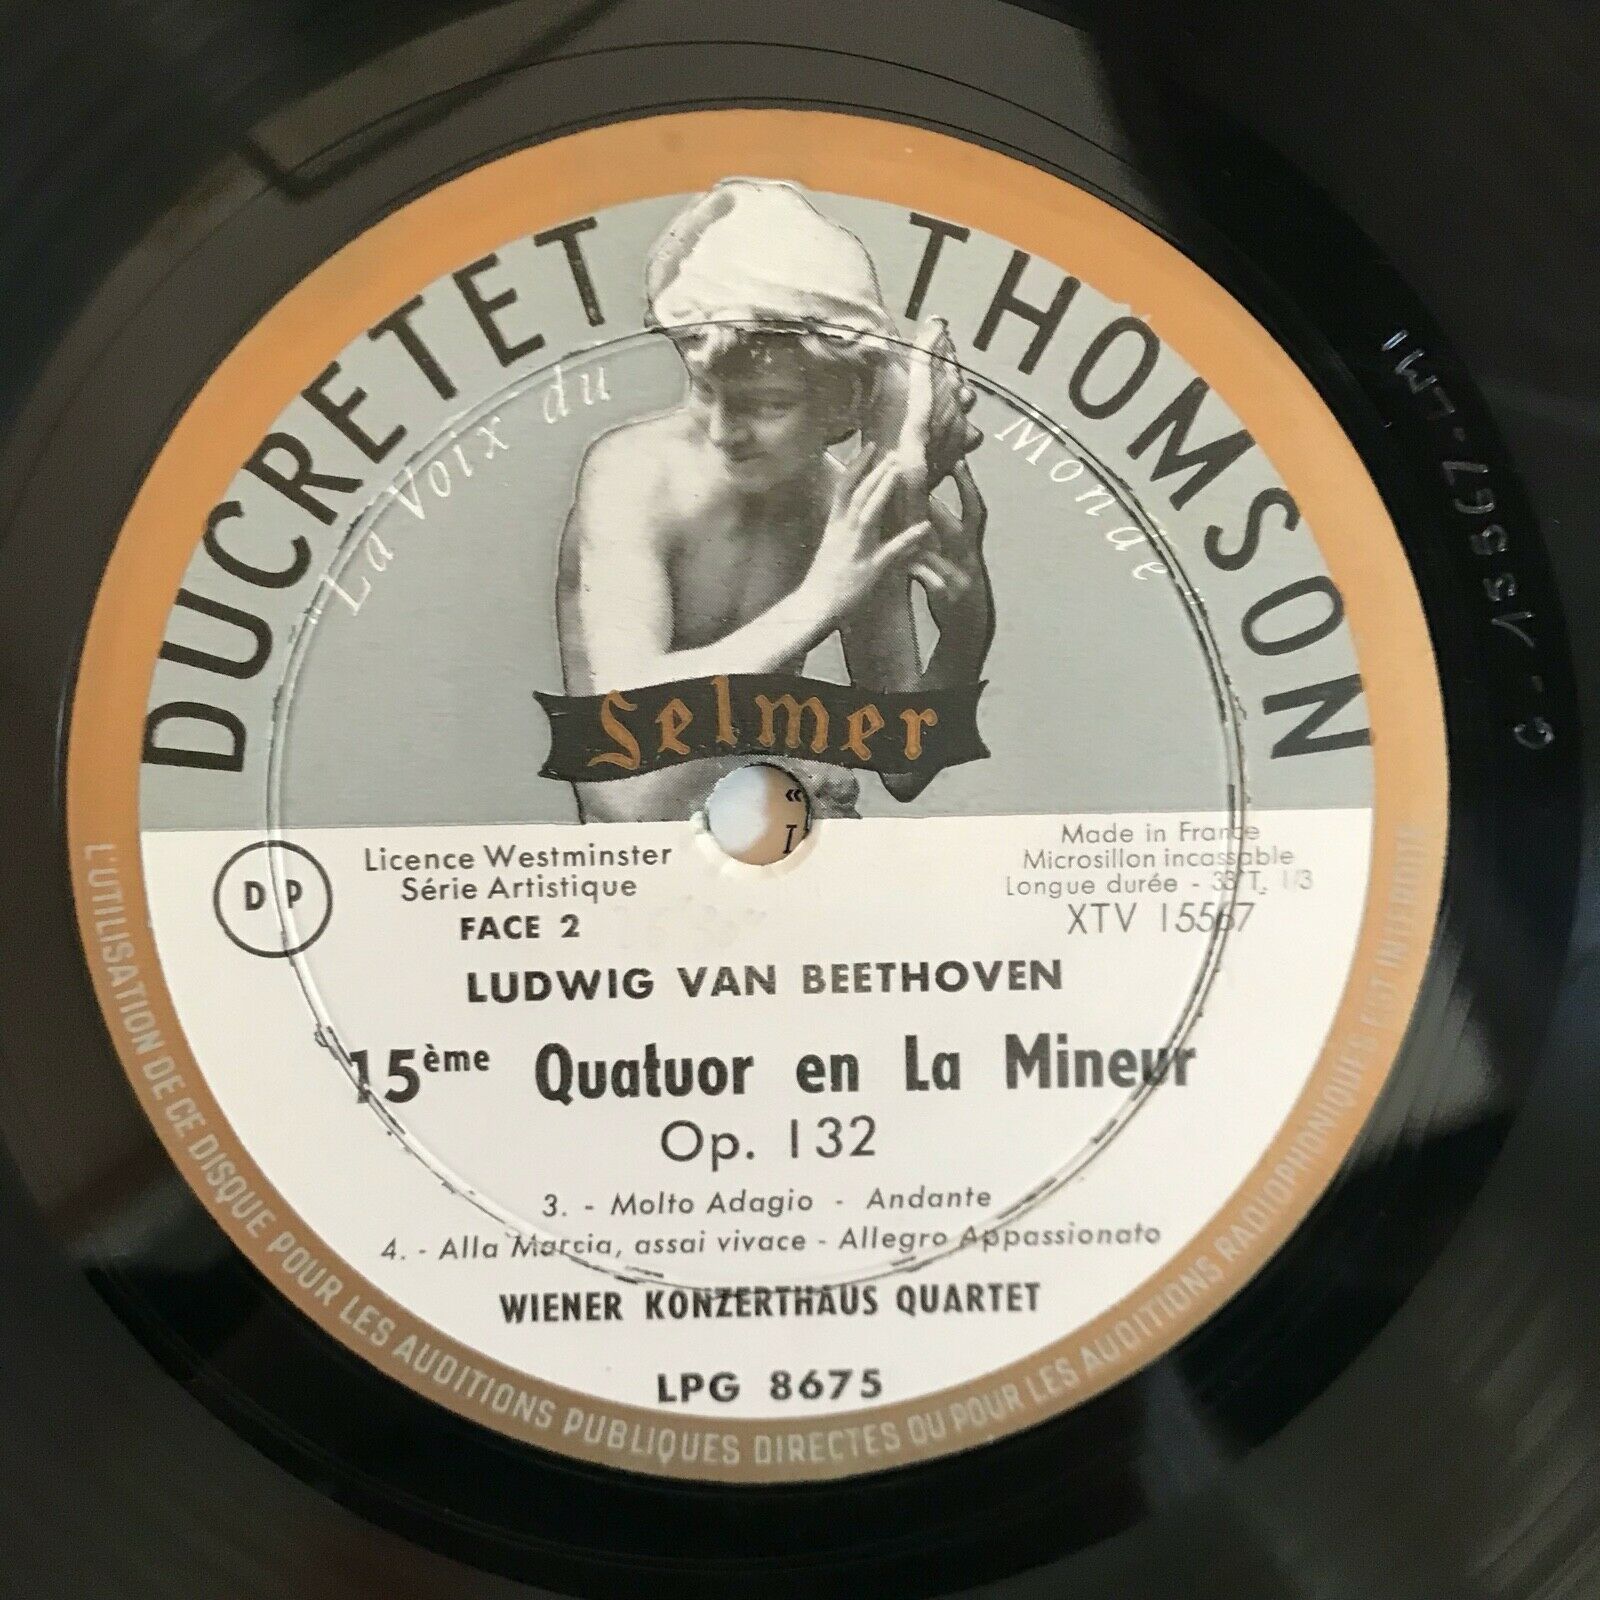 DUCRETET THOMSON
"La Voix du Monde"
Selmer
«
I
D P
Licence Westminster
Série Artistique
FACE 2
Made in France
Microsillon incassable
Longue durée - 33 T. 1/3
XTV 15567
LUDWIG VAN BEETHOVEN
15ème Quatuor en La Mineur
Op. 132
3. - Molto Adagio - Andante
4. - Alla Marcia, assai vivace - Allegro Appassionato
WIENER KONZERTHAUS QUARTET
LPG 8675
L'UTILISATION DE CE DISQUE POUR LES AUDITIONS PUBLIQUES DIRECTES OU POUR LES AUDITIONS RADIOPHONIQUES EST INTERDITE